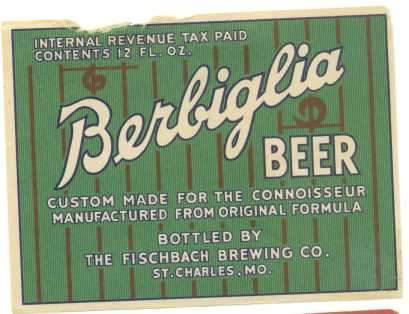 INTERNAL REVENUE TAX PAID
CONTENTS 12 FL. OZ.
Berbiglia
BEER
CUSTOM MADE FOR THE CONNOISSEUR
MANUFACTURED FROM ORIGINAL FORMULA
BOTTLED BY
THE FISCHBACH BREWING CO.
ST. CHARLES, MO.